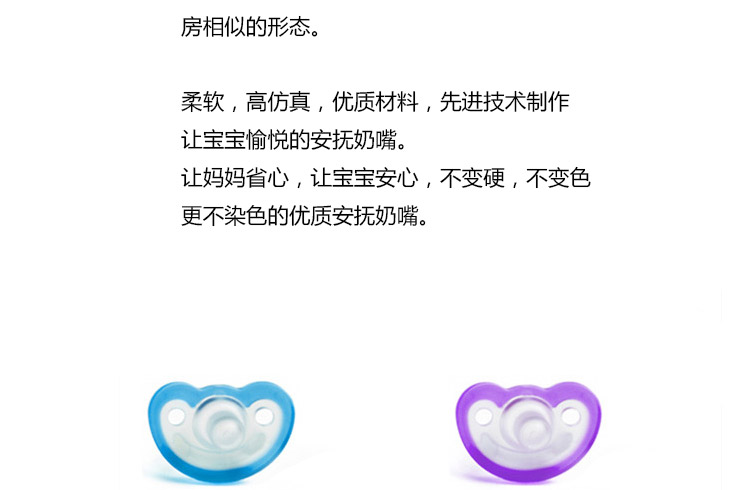 房相似的形态。
柔软，高仿真，优质材料，先进技术制作
让宝宝愉悦的安抚奶嘴。
让妈妈省心，让宝宝安心，不变硬，不变色
更不染色的优质安抚奶嘴。